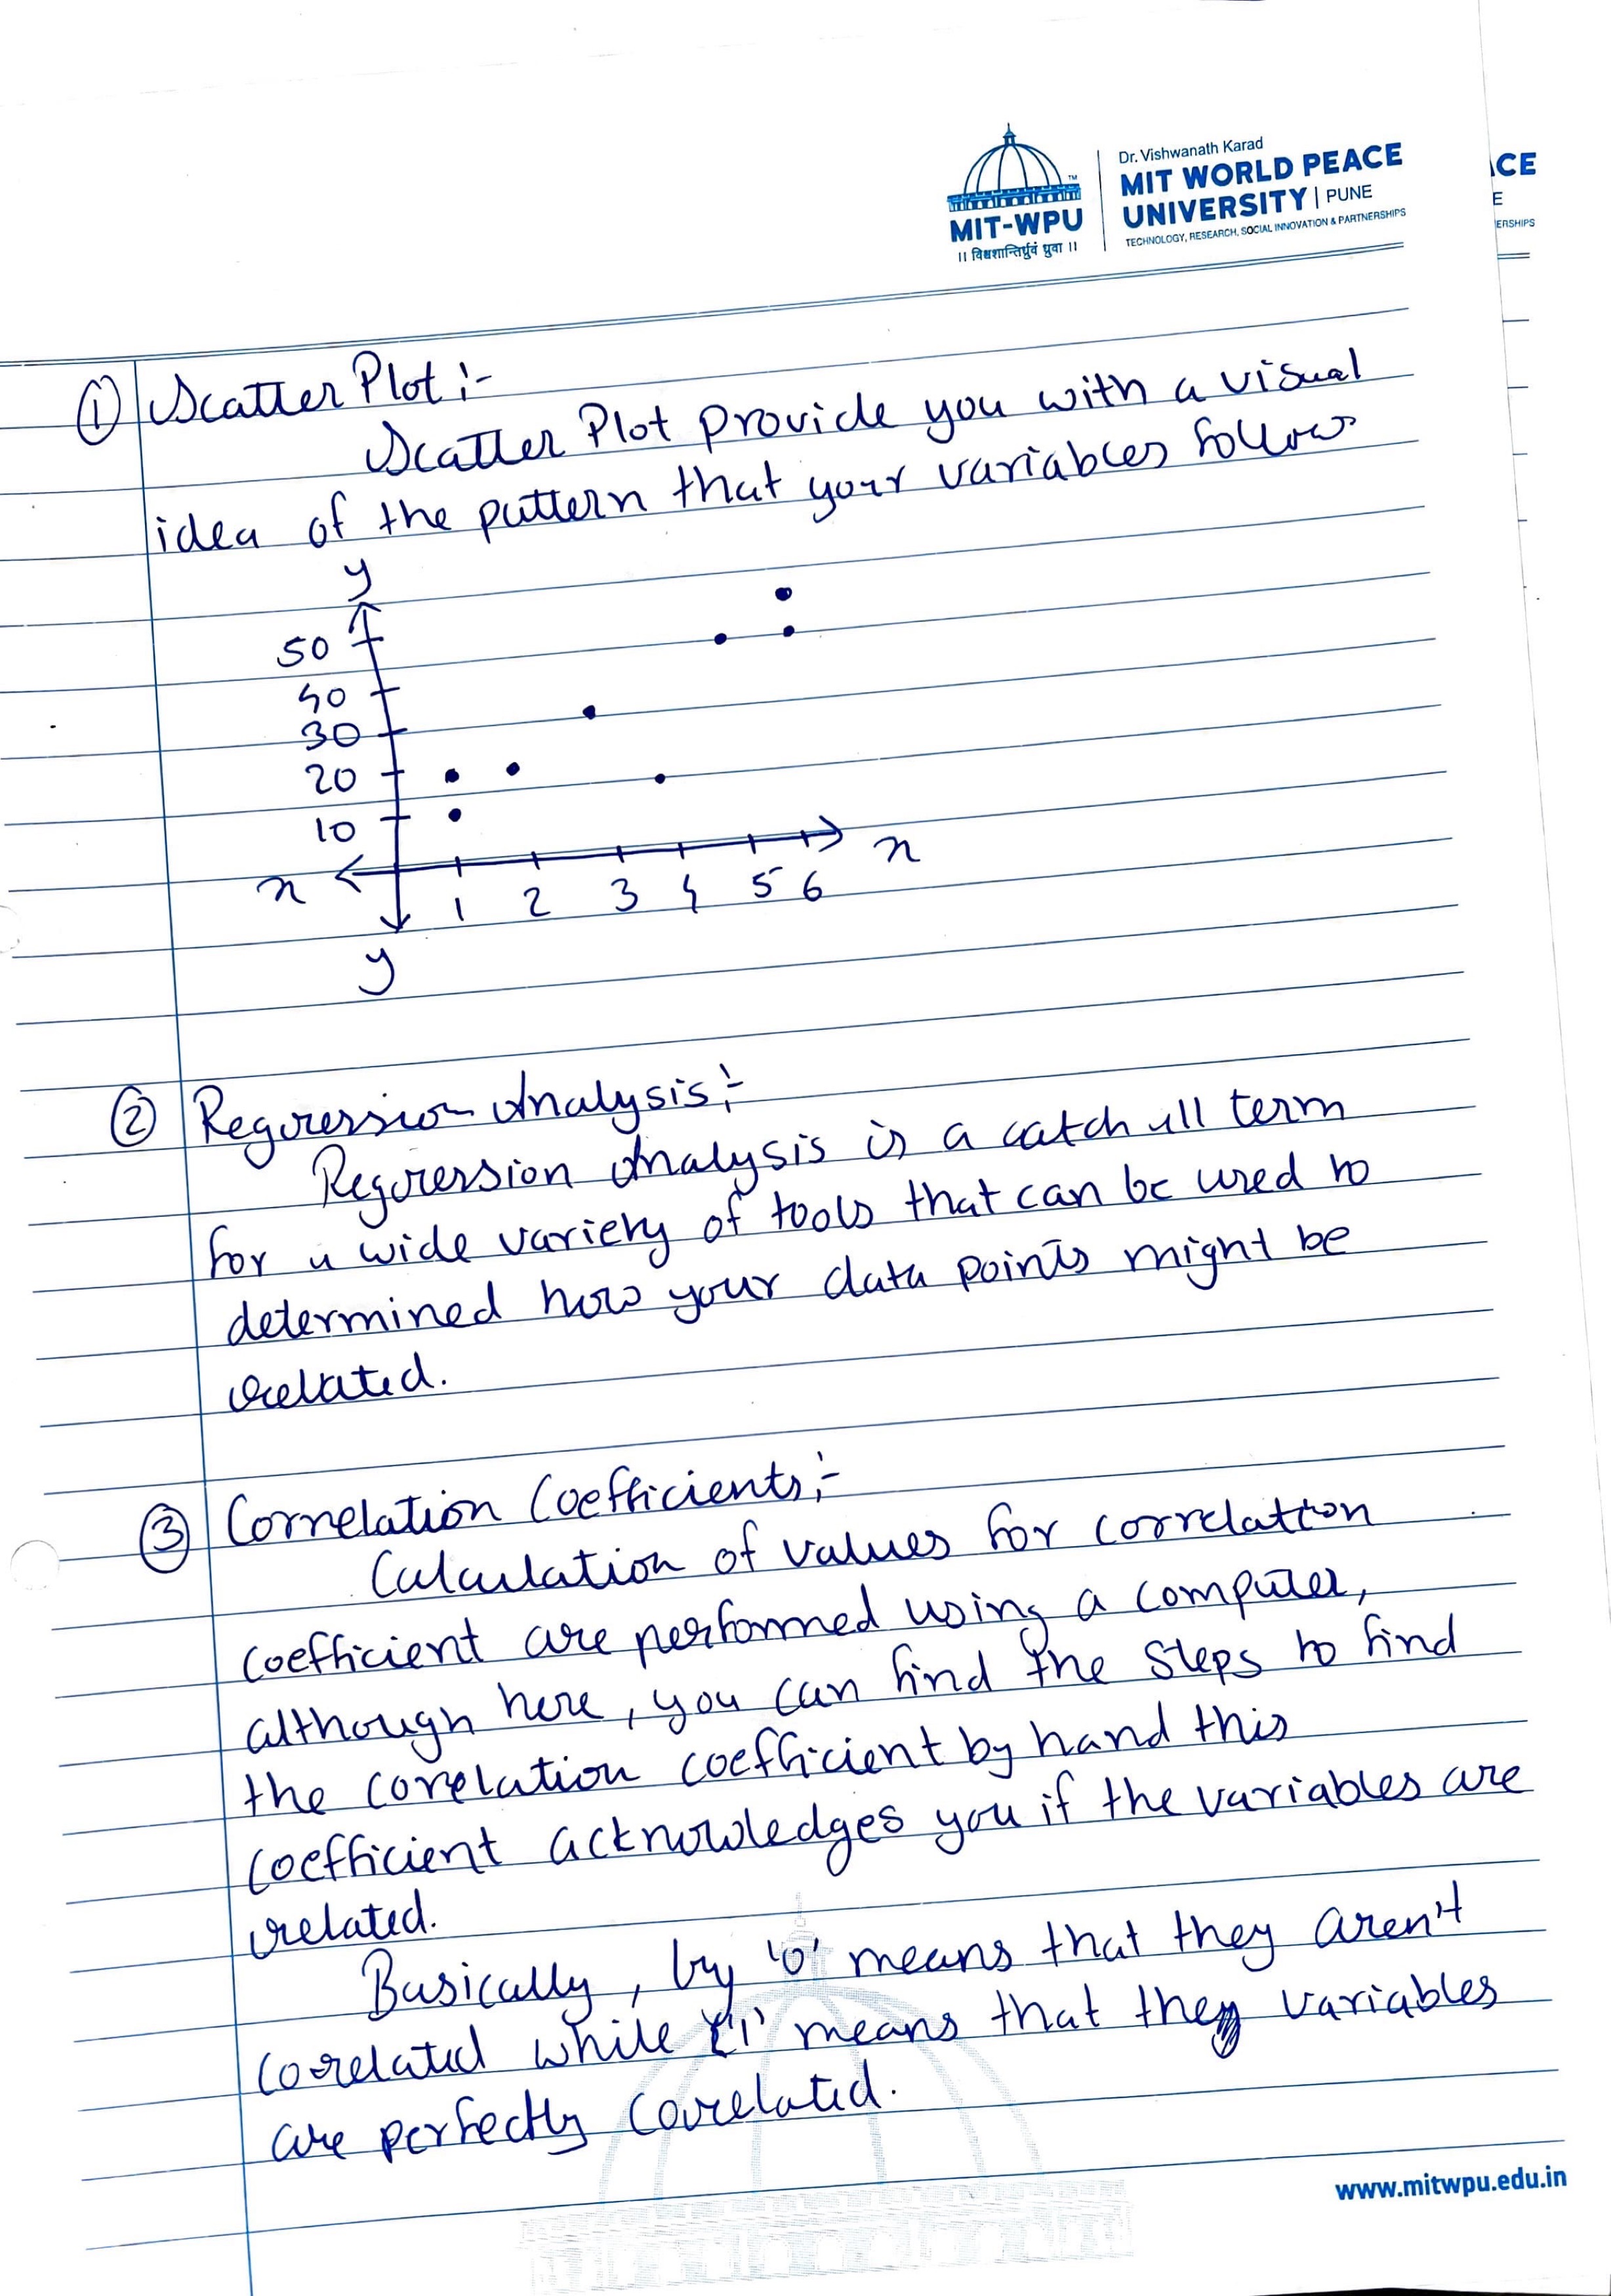 Dr. Vishwanath Karad
MIT WORLD PEACE
UNIVERSITY | PUNE
TECHNOLOGY, RESEARCH, SOCIAL INNOVATION & PARTNERSHIPS
MIT-WPU
TM
॥ विश्वशान्तिर्ध्रुवं ध्रुवा ॥
ACE
E
ERSHIPS
① Scatter Plot :-
Scatter Plot provide you with a visual
idea of the pattern that your variables follow
y
50
40
30
20
10
x
x
1 2 3 4 5 6
y
② Regression Analysis :-
Regression Analysis is a catch all term
for a wide variety of tools that can be used to
determined how your data points might be
related.
③ Correlation Coefficients :-
Calculation of values for correlation
coefficient are performed using a computer,
although here, you can find the steps to find
the corelation coefficient by hand this
coefficient acknowledges you if the variables are
related.
Basically, by '0' means that they aren't
corelated while '1' means that they variables
are perfectly correlated.
www.mitwpu.edu.in